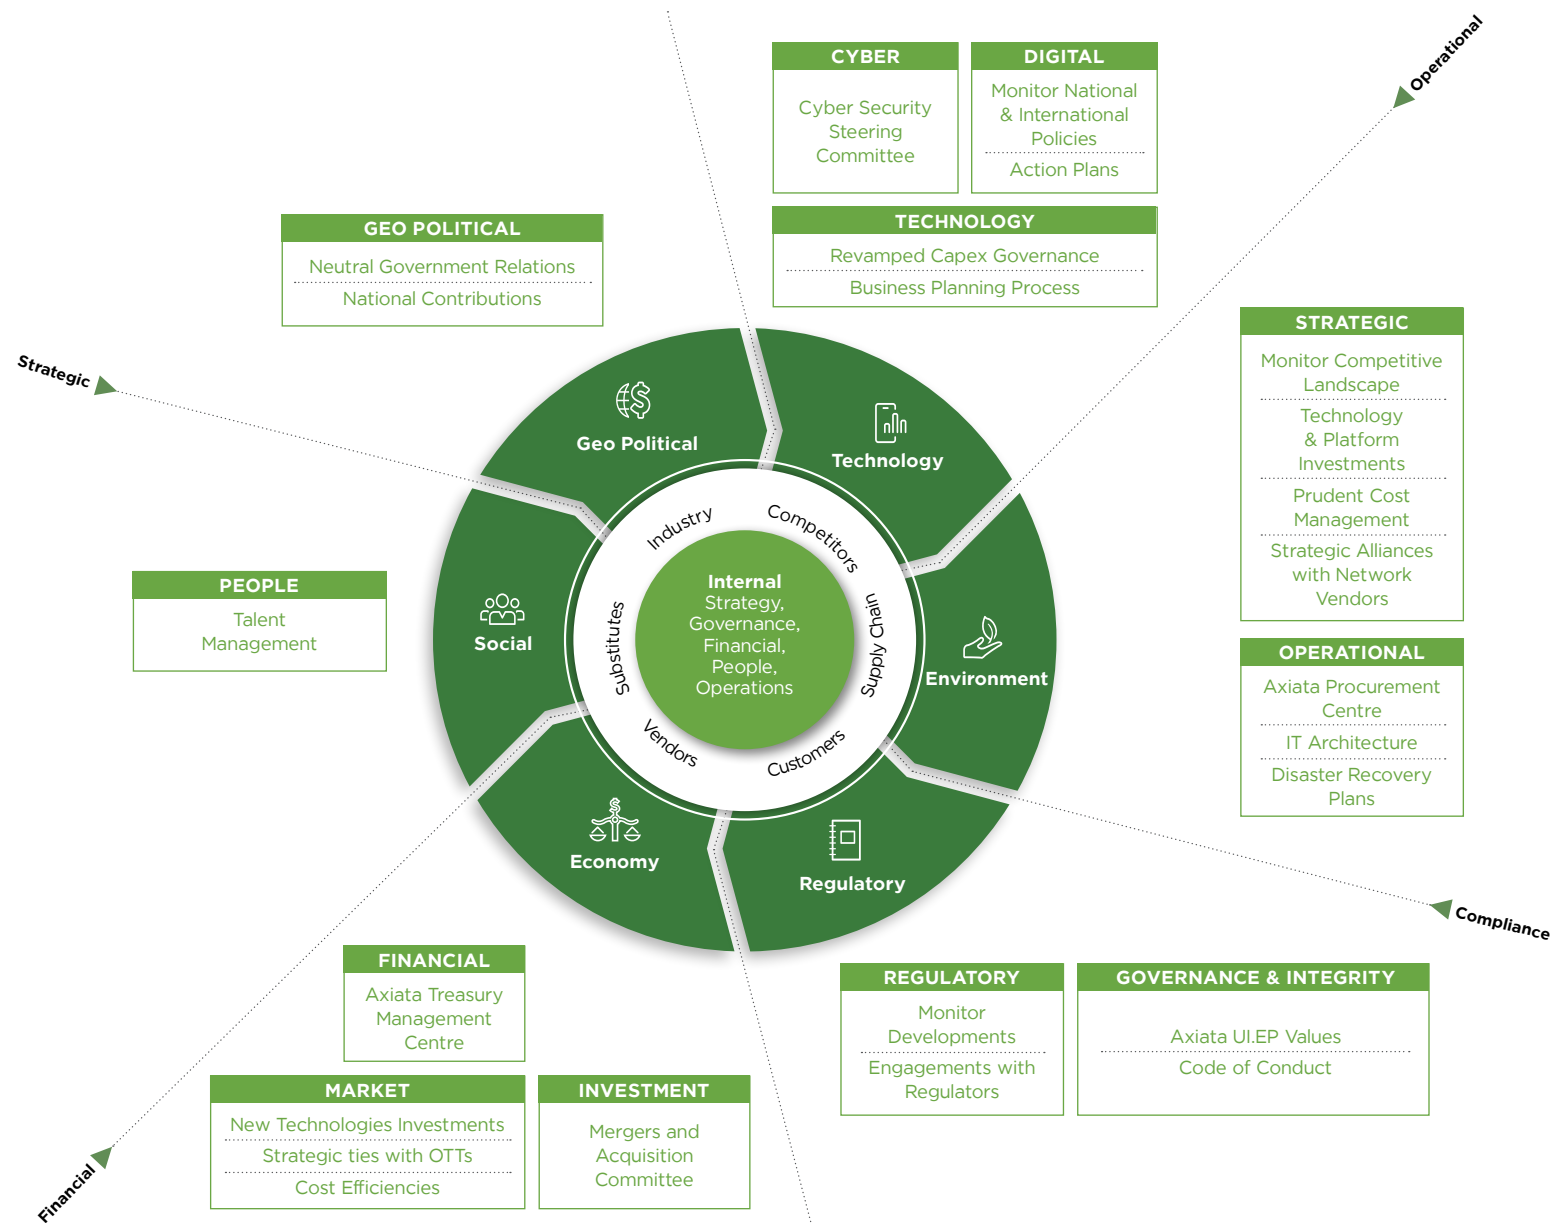 CYBER
Cyber Security
Steering
Committee
DIGITAL
Monitor National
& International
Policies
Action Plans
Operational
TECHNOLOGY
Revamped Capex Governance
Business Planning Process
GEO POLITICAL
Neutral Government Relations
National Contributions
STRATEGIC
Monitor Competitive
Landscape
Technology
& Platform
Investments
Prudent Cost
Management
Strategic Alliances
with Network
Vendors
Strategic
Geo Political
Technology
Industry
Competitors
PEOPLE
Talent
Management
Social
Substitutes
Internal
Strategy,
Governance,
Financial,
People,
Operations
Supply Chain
Environment
OPERATIONAL
Axiata Procurement
Centre
IT Architecture
Disaster Recovery
Plans
Vendors
Customers
Economy
Regulatory
Compliance
FINANCIAL
Axiata Treasury
Management
Centre
REGULATORY
Monitor
Developments
Engagements with
Regulators
GOVERNANCE & INTEGRITY
Axiata UI.EP Values
Code of Conduct
MARKET
New Technologies Investments
Strategic ties with OTTs
Cost Efficiencies
INVESTMENT
Mergers and
Acquisition
Committee
Financial